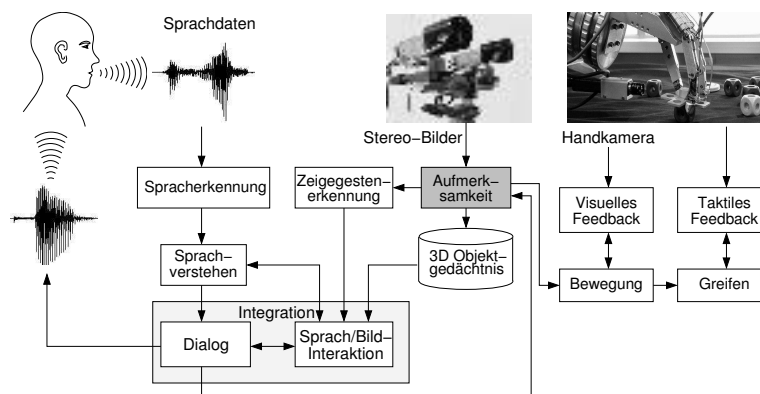 Sprachdaten
Stereo−Bilder
Handkamera
Spracherkennung
Zeigegesten−
erkennung
Aufmerk−
samkeit
Visuelles
Feedback
Taktiles
Feedback
Sprach−
verstehen
3D Objekt−
gedächtnis
Bewegung
Greifen
Integration
Dialog
Sprach/Bild−
Interaktion